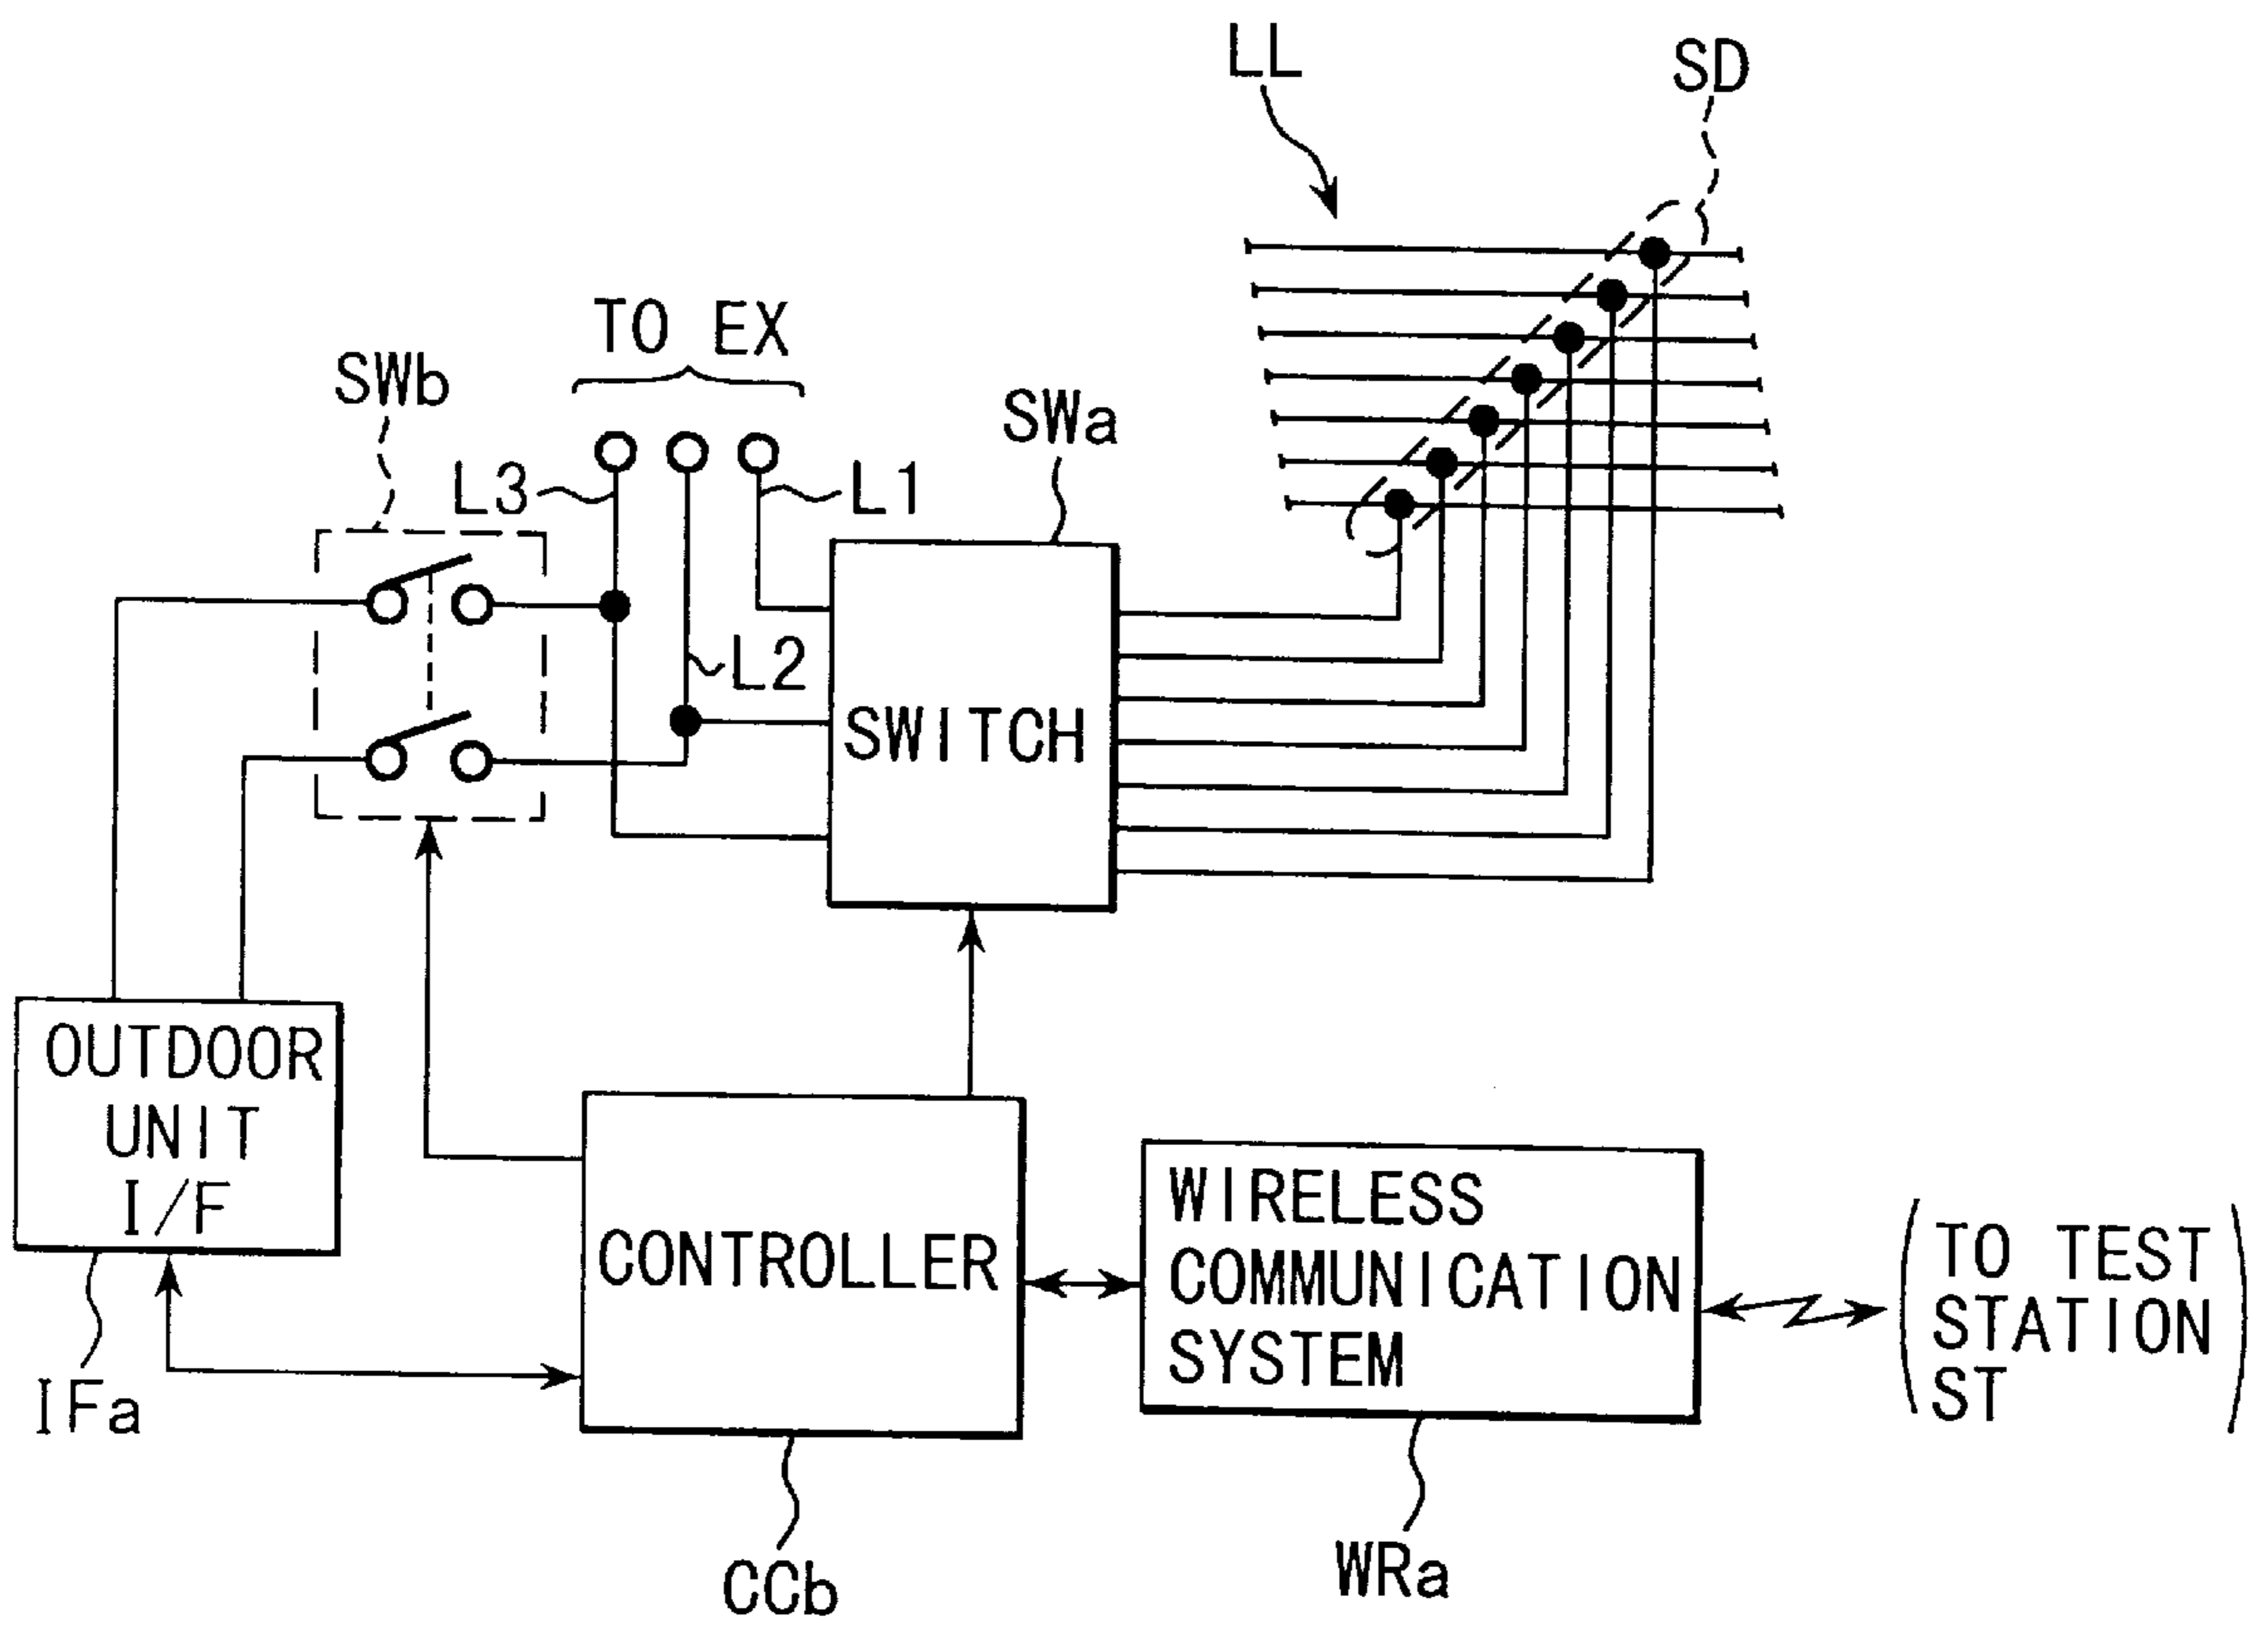 LL
SD
TO EX
SWb
SWa
L3
L1
L2
SWITCH
OUTDOOR
UNIT
I/F
CONTROLLER
WIRELESS
COMMUNICATION
SYSTEM
TO TEST
STATION
ST
IFa
CCb
WRa